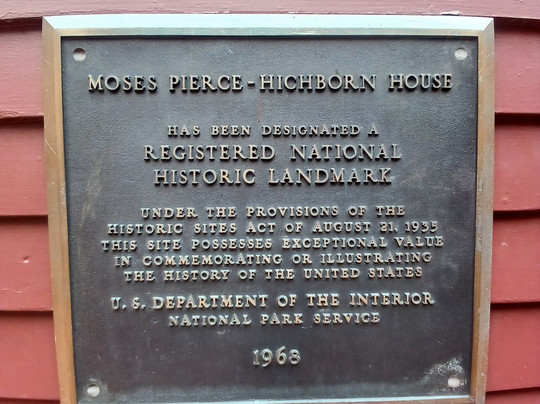 MOSES PIERCE-HICHBORN HOUSE
HAS BEEN DESIGNATED A
REGISTERED NATIONAL
HISTORIC LANDMARK
UNDER THE PROVISIONS OF THE
HISTORIC SITES ACT OF AUGUST 21, 1935
THIS SITE POSSESSES EXCEPTIONAL VALUE
IN COMMEMORATING OR ILLUSTRATING
THE HISTORY OF THE UNITED STATES
U. S. DEPARTMENT OF THE INTERIOR
NATIONAL PARK SERVICE
1968